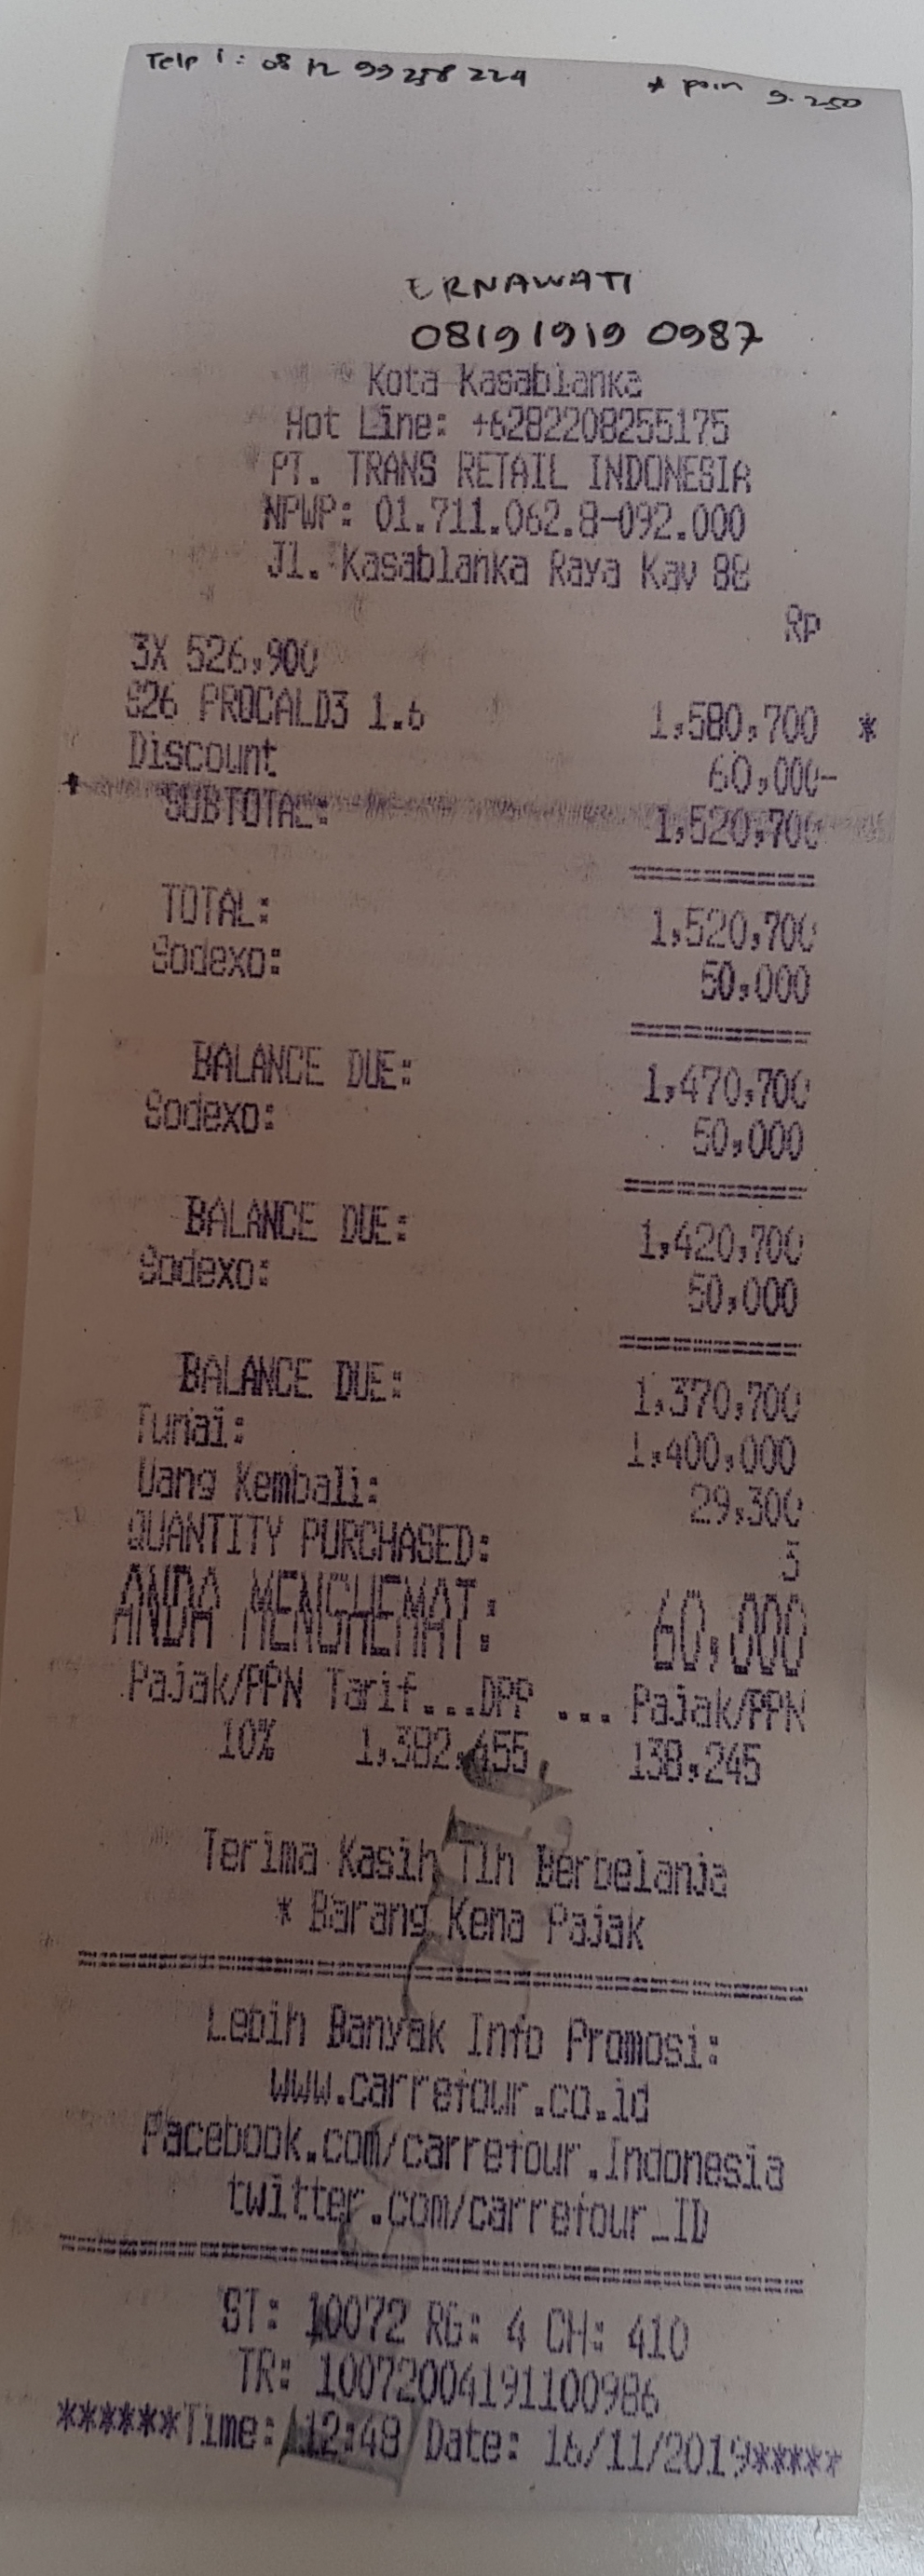 Telp 1: 08 12 99258 224 * poin 9.250
ERNAWATI
0819 1919 0987
Kota Kasablanka
Hot Line: +6282208255175
PT. TRANS RETAIL INDONESIA
NPWP: 01.711.062.8-092.000
Jl. Kasablanka Raya Kav 88
Rp
3X 526,900
S26 PROCALD3 1.6 1,580,700 *
Discount 60,000-
SUBTOTAL: 1,520,700
TOTAL: 1,520,700
Sodexo: 50,000
BALANCE DUE: 1,470,700
Sodexo: 50,000
BALANCE DUE: 1,420,700
Sodexo: 50,000
BALANCE DUE: 1,370,700
Tunai: 1,400,000
Uang Kembali: 29,300
QUANTITY PURCHASED: 3
ANDA MENGHEMAT: 60,000
Pajak/PPN Tarif...DPP ... Pajak/PPN
10% 1,382,455 138,245
Terima Kasih Tlh Berbelanja
* Barang Kena Pajak
Lebih Banyak Info Promosi:
www.carrefour.co.id
Facebook.com/carrefour.Indonesia
twitter.com/carrefour_ID
ST: 10072 RG: 4 CH: 410
TR: 10072004191100986
******Time: 12:48 Date: 16/11/2019*****